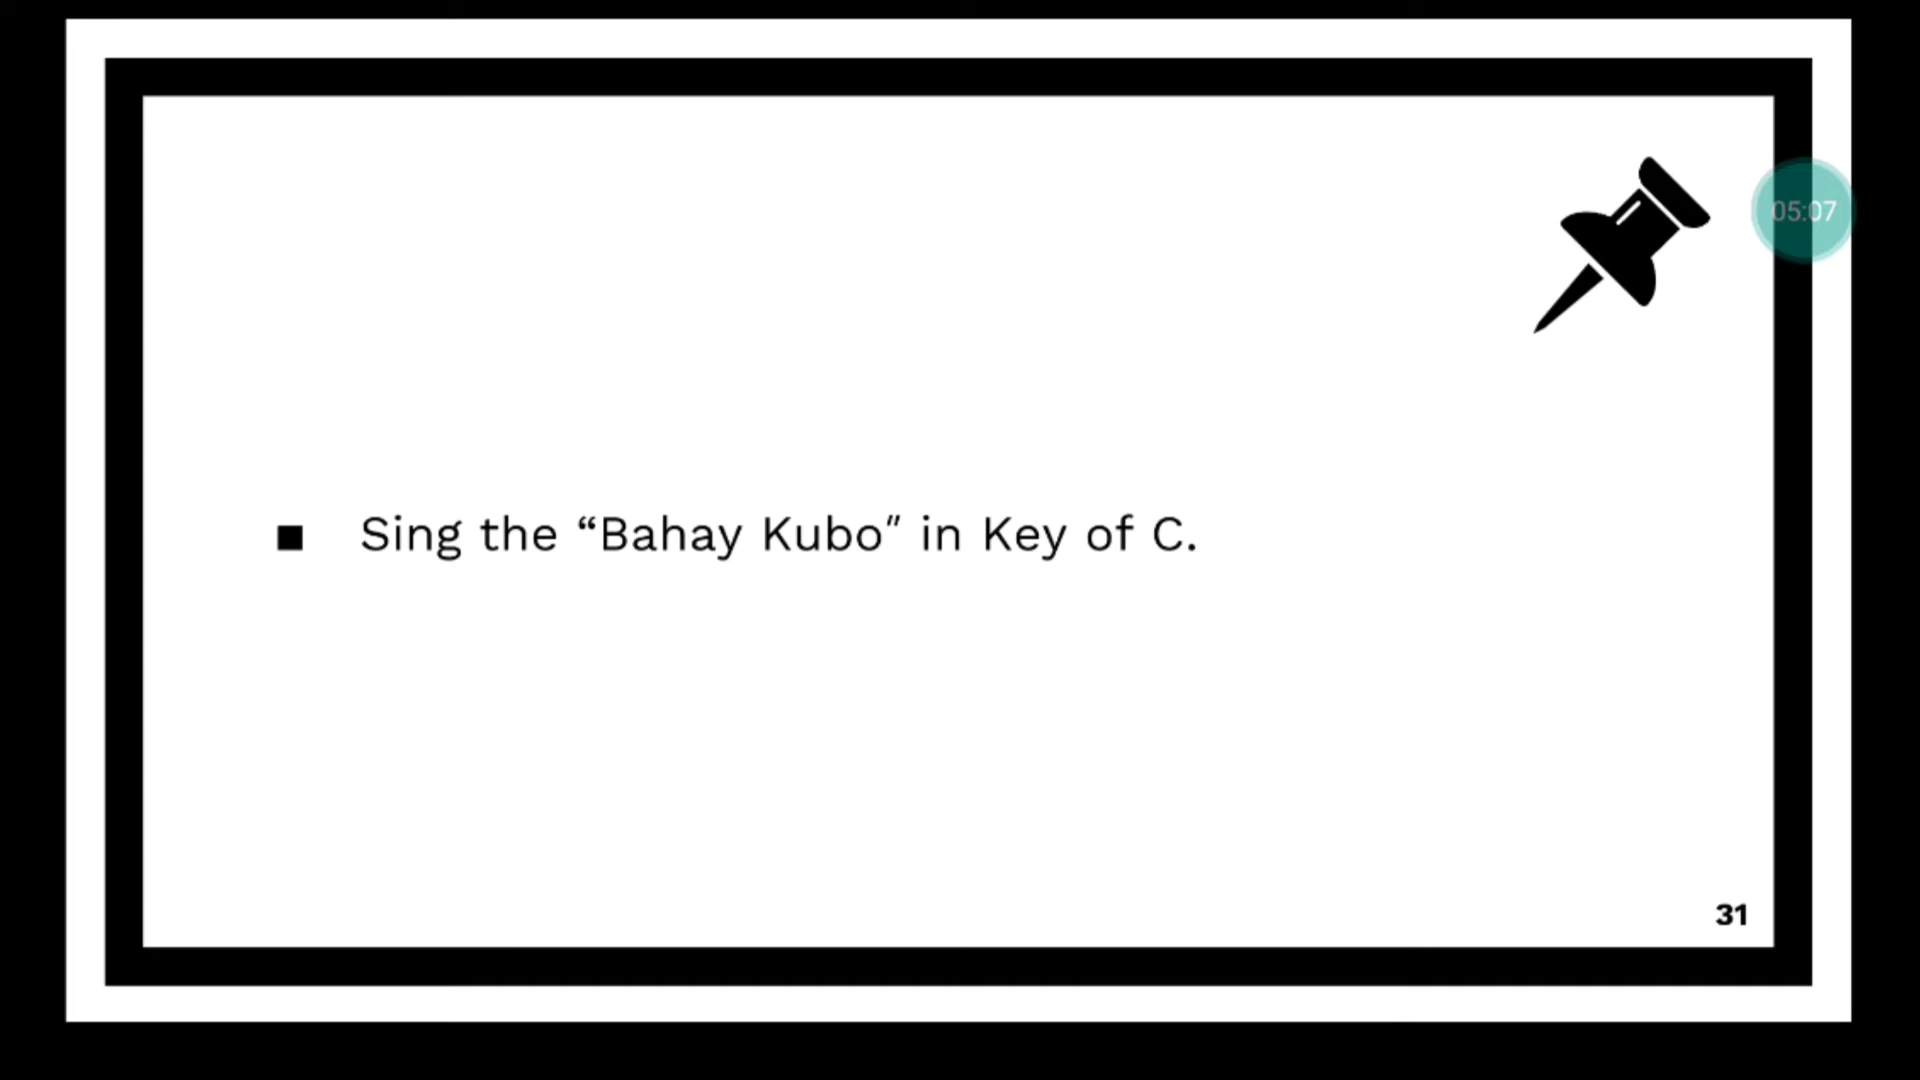 05:07
■ Sing the “Bahay Kubo″ in Key of C.
31